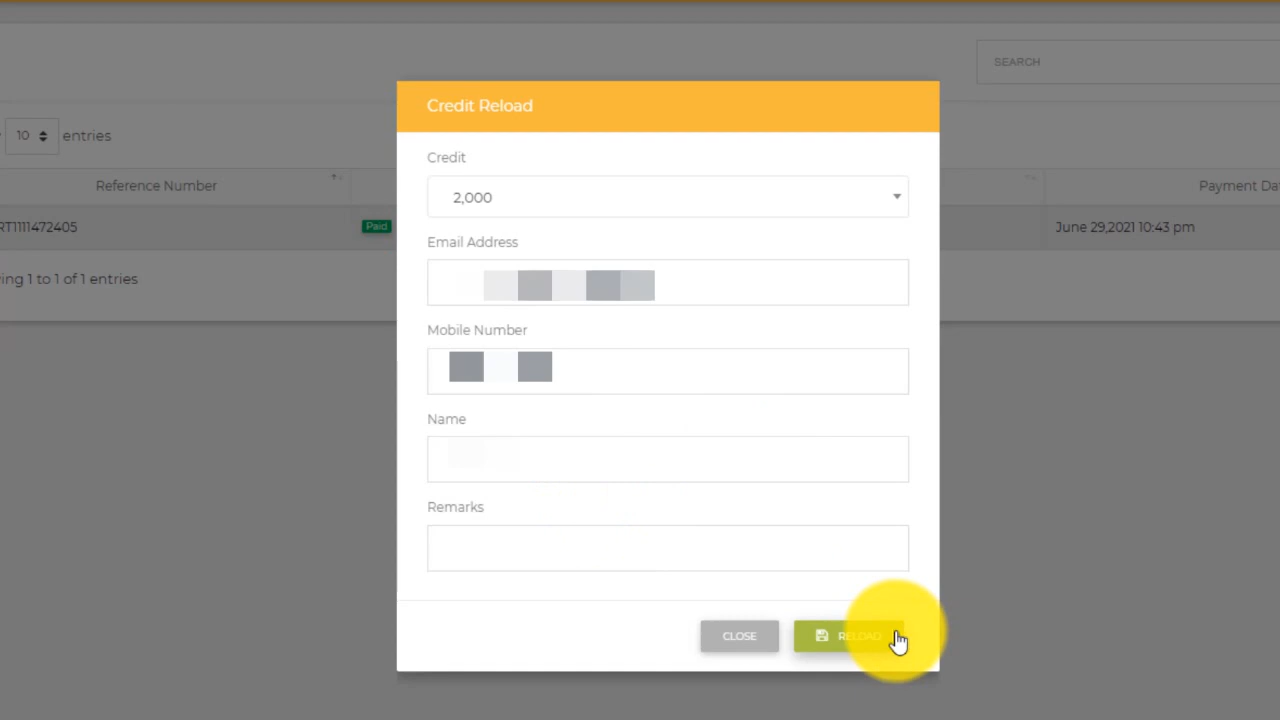 SEARCH
Credit Reload
10 entries
Credit
Reference Number
Payment Da
2,000
RT1111472405
Paid
June 29,2021 10:43 pm
Email Address
ing 1 to 1 of 1 entries
Mobile Number
Name
Remarks
CLOSE
RELOAD